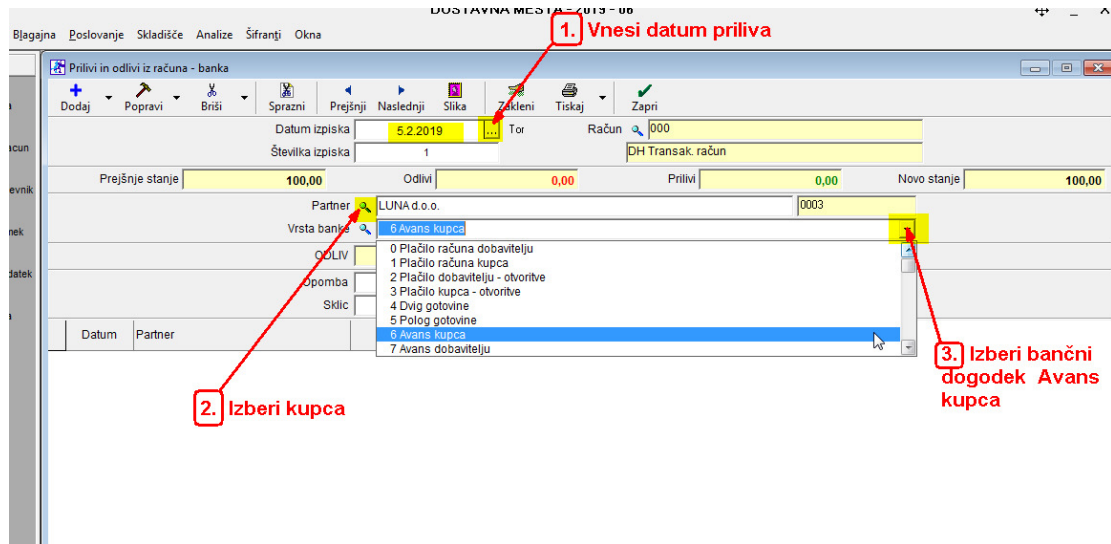 DOSTAVNA MESTA - 2019 - 06
1. Vnesi datum priliva
Blagajna Poslovanje Skladišče Analize Šifranti Okna
Prilivi in odlivi iz računa - banka
Dodaj Popravi Briši Sprazni Prejšnji Naslednji Slika Zakleni Tiskaj Zapri
Datum izpiska 5.2.2019 ... Tor Račun 000
Številka izpiska 1 DH Transak. račun
acun
Prejšnje stanje 100,00 Odlivi 0,00 Prilivi 0,00 Novo stanje 100,00
evnik
Partner LUNA d.o.o. 0003
Vrsta banke 6 Avans kupca
nek
0 Plačilo računa dobavitelju
ODLIV
1 Plačilo računa kupca
2 Plačilo dobavitelju - otvoritve
datek
Opomba
3 Plačilo kupca - otvoritve
4 Dvig gotovine
Sklic
5 Polog gotovine
6 Avans kupca
7 Avans dobavitelju
Datum Partner
3. Izberi bančni
dogodek Avans
kupca
2. Izberi kupca